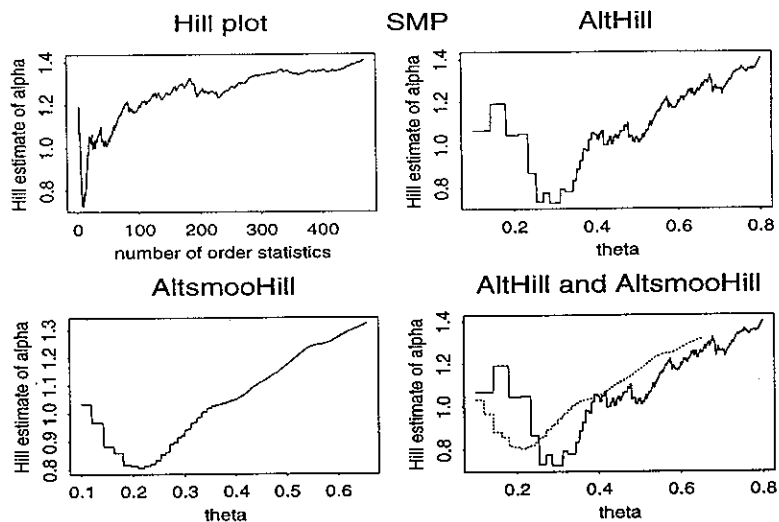 Hill plot
SMP
AltHill
Hill estimate of alpha
0.8 1.0 1.2 1.4
0 100 200 300 400
number of order statistics
Hill estimate of alpha
0.8 1.0 1.2 1.4
0.2 0.4 0.6 0.8
theta
AltsmooHill
AltHill and AltsmooHill
Hill estimate of alpha
0.8 0.9 1.0 1.1 1.2 1.3
0.1 0.2 0.3 0.4 0.5 0.6
theta
Hill estimate of alpha
0.8 1.0 1.2 1.4
0.2 0.4 0.6 0.8
theta